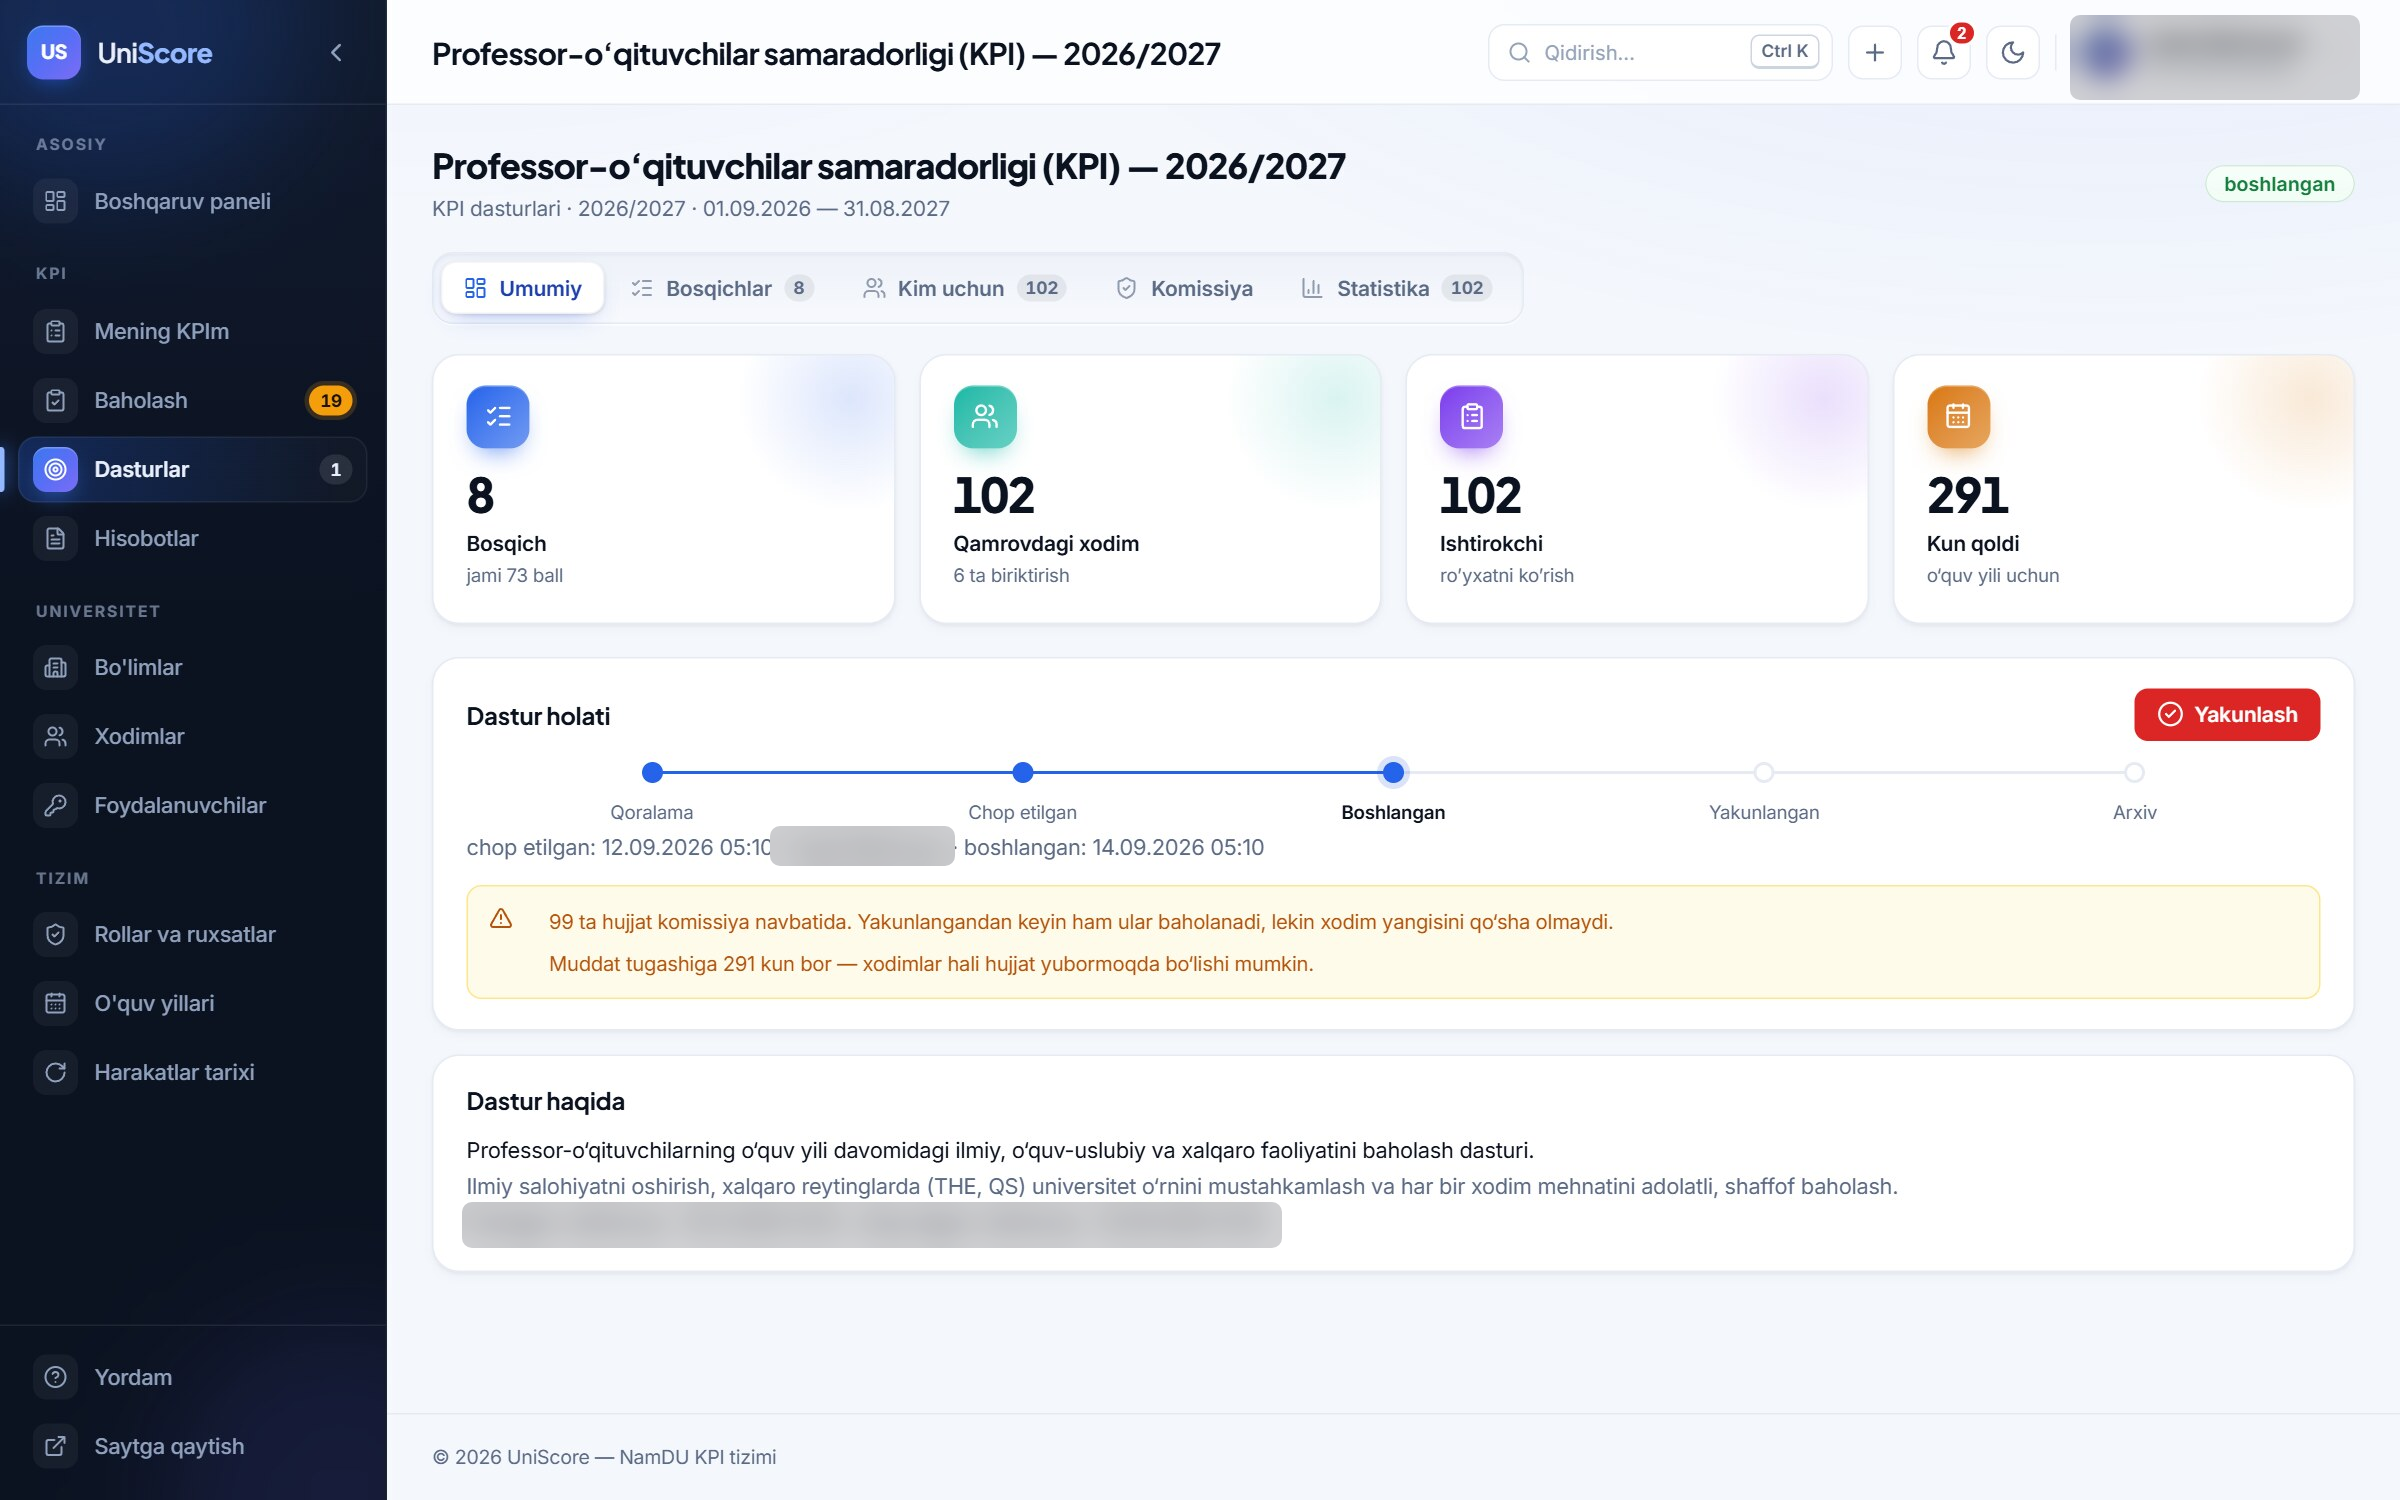 US UniScore
ASOSIY
Boshqaruv paneli
KPI
Mening KPIm
Baholash 19
Dasturlar 1
Hisobotlar
UNIVERSITET
Bo'limlar
Xodimlar
Foydalanuvchilar
TIZIM
Rollar va ruxsatlar
O'quv yillari
Harakatlar tarixi
Yordam
Saytga qaytish
Professor-o‘qituvchilar samaradorligi (KPI) — 2026/2027
Qidirish... Ctrl K
2
Professor-o‘qituvchilar samaradorligi (KPI) — 2026/2027
KPI dasturlari · 2026/2027 · 01.09.2026 — 31.08.2027
boshlangan
Umumiy Bosqichlar 8 Kim uchun 102 Komissiya Statistika 102
8
Bosqich
jami 73 ball
102
Qamrovdagi xodim
6 ta biriktirish
102
Ishtirokchi
ro‘yxatni ko‘rish
291
Kun qoldi
o‘quv yili uchun
Dastur holati
Yakunlash
Qoralama Chop etilgan Boshlangan Yakunlangan Arxiv
chop etilgan: 12.09.2026 05:10 · boshlangan: 14.09.2026 05:10
99 ta hujjat komissiya navbatida. Yakunlangandan keyin ham ular baholanadi, lekin xodim yangisini qo‘sha olmaydi.
Muddat tugashiga 291 kun bor — xodimlar hali hujjat yubormoqda bo‘lishi mumkin.
Dastur haqida
Professor-o‘qituvchilarning o‘quv yili davomidagi ilmiy, o‘quv-uslubiy va xalqaro faoliyatini baholash dasturi.
Ilmiy salohiyatni oshirish, xalqaro reytinglarda (THE, QS) universitet o‘rnini mustahkamlash va har bir xodim mehnatini adolatli, shaffof baholash.
© 2026 UniScore — NamDU KPI tizimi